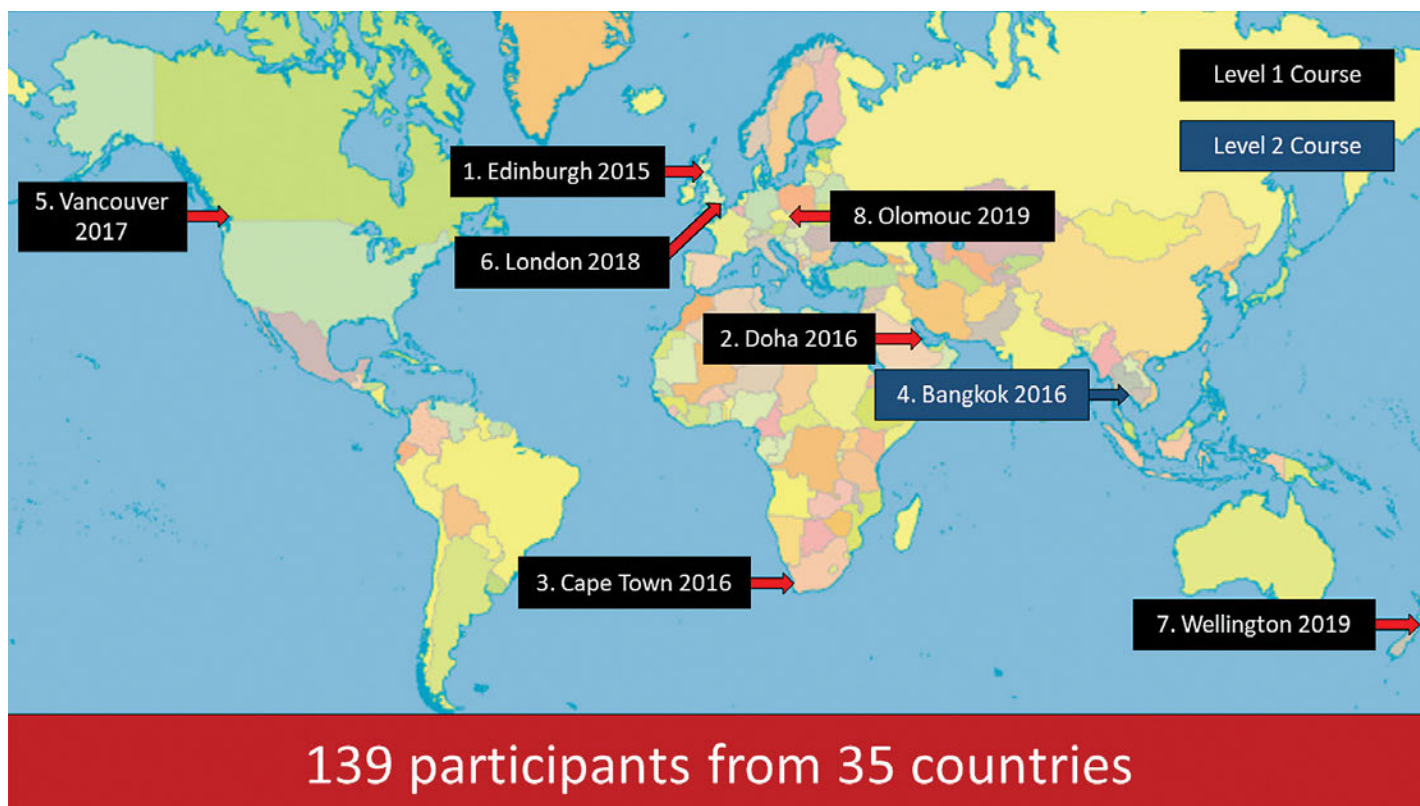 Level 1 Course
Level 2 Course
1. Edinburgh 2015
5. Vancouver
2017
8. Olomouc 2019
6. London 2018
2. Doha 2016
4. Bangkok 2016
3. Cape Town 2016
7. Wellington 2019
139 participants from 35 countries